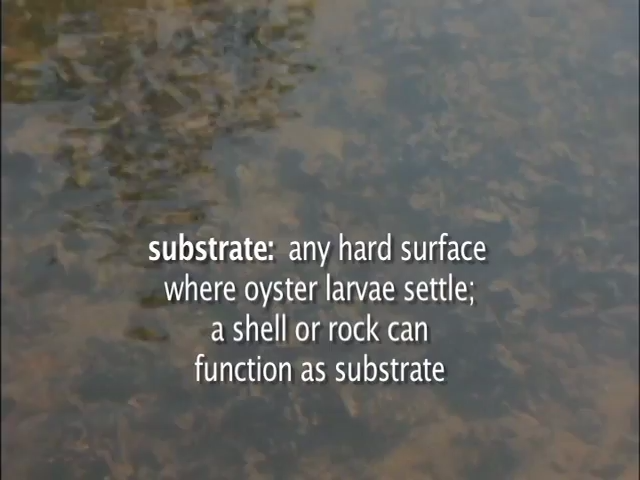 substrate: any hard surface
where oyster larvae settle;
a shell or rock can
function as substrate